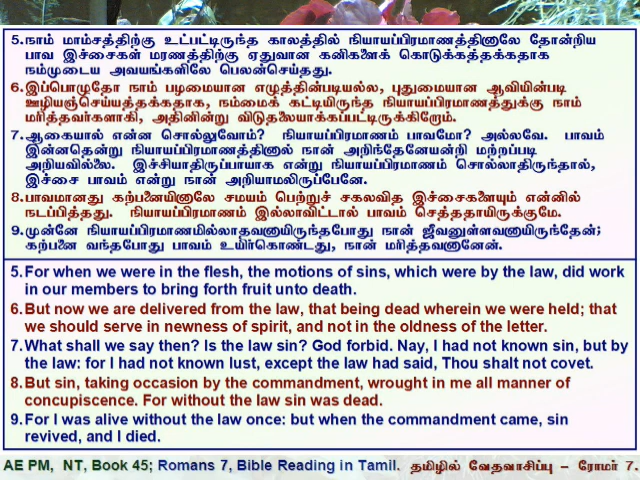 5.நாம் மாம்சத்திற்கு உட்பட்டிருந்த காலத்தில் நியாயப்பிரமாணத்தினாலே தோன்றிய
பாவ இச்சைகள் மரணத்திற்கு ஏதுவான கனிகளைக் கொடுக்கத்தக்கதாக
நம்முடைய அவயங்களிலே பெலன்செய்தது.
6.இப்பொழுதோ நாம் பழமையான எழுத்தின்படியல்ல, புதுமையான ஆவியின்படி
ஊழியஞ்செய்யத்தக்கதாக, நம்மைக் கட்டியிருந்த நியாயப்பிரமாணத்துக்கு நாம்
மரித்தவர்களாகி, அதினின்று விடுதலையாக்கப்பட்டிருக்கிறோம்.
7.ஆகையால் என்ன சொல்லுவோம்? நியாயப்பிரமாணம் பாவமோ? அல்லவே. பாவம்
இன்னதென்று நியாயப்பிரமாணத்தினால் நான் அறிந்தேனேயன்றி மற்றப்படி
அறியவில்லை. இச்சியாதிருப்பாயாக என்று நியாயப்பிரமாணம் சொல்லாதிருந்தால்,
இச்சை பாவம் என்று நான் அறியாமலிருப்பேனே.
8.பாவமானது கற்பனையினாலே சமயம் பெற்றுச் சகலவித இச்சைகளையும் என்னில்
நடப்பித்தது. நியாயப்பிரமாணம் இல்லாவிட்டால் பாவம் செத்ததாயிருக்குமே.
9.முன்னே நியாயப்பிரமாணமில்லாதவனாயிருந்தபோது நான் ஜீவனுள்ளவனாயிருந்தேன்;
கற்பனை வந்தபோது பாவம் உயிர்கொண்டது, நான் மரித்தவனானேன்.
5.For when we were in the flesh, the motions of sins, which were by the law, did work
in our members to bring forth fruit unto death.
6.But now we are delivered from the law, that being dead wherein we were held; that
we should serve in newness of spirit, and not in the oldness of the letter.
7.What shall we say then? Is the law sin? God forbid. Nay, I had not known sin, but by
the law: for I had not known lust, except the law had said, Thou shalt not covet.
8.But sin, taking occasion by the commandment, wrought in me all manner of
concupiscence. For without the law sin was dead.
9.For I was alive without the law once: but when the commandment came, sin
revived, and I died.
AE PM, NT, Book 45; Romans 7, Bible Reading in Tamil. தமிழில் வேதவாசிப்பு – ரோமர் 7.